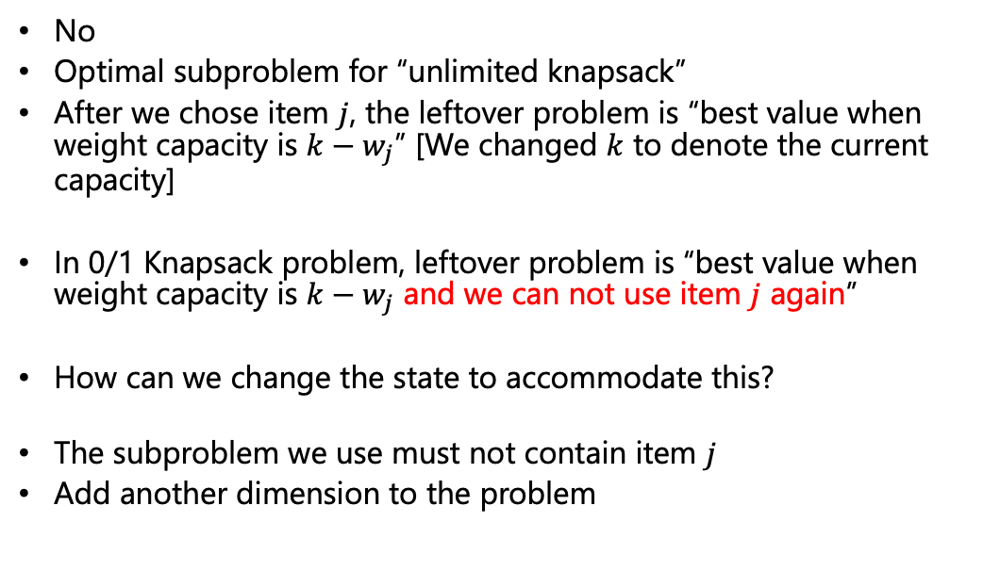 • No
• Optimal subproblem for “unlimited knapsack”
• After we chose item j, the leftover problem is “best value when
weight capacity is k − wⱼ” [We changed k to denote the current
capacity]
• In 0/1 Knapsack problem, leftover problem is “best value when
weight capacity is k − wⱼ and we can not use item j again”
• How can we change the state to accommodate this?
• The subproblem we use must not contain item j
• Add another dimension to the problem